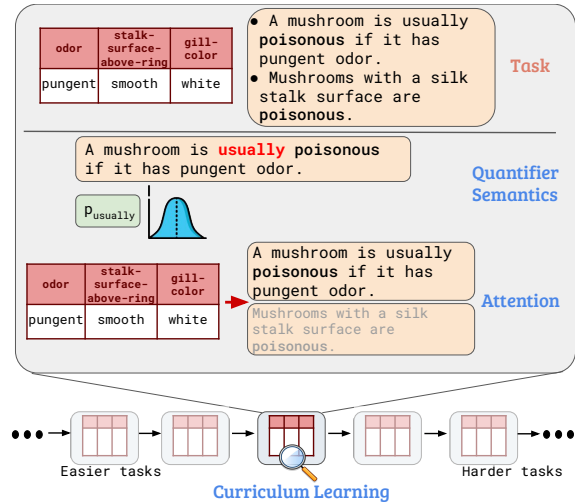 odor stalk-surface-above-ring gill-color
pungent smooth white
● A mushroom is usually
poisonous if it has
pungent odor.
● Mushrooms with a silk
stalk surface are
poisonous.
Task
A mushroom is usually poisonous
if it has pungent odor.
Quantifier
Semantics
Pusually
odor stalk-surface-above-ring gill-color
pungent smooth white
A mushroom is usually
poisonous if it has
pungent odor.
Mushrooms with a silk
stalk surface are
poisonous.
Attention
Easier tasks
Harder tasks
Curriculum Learning